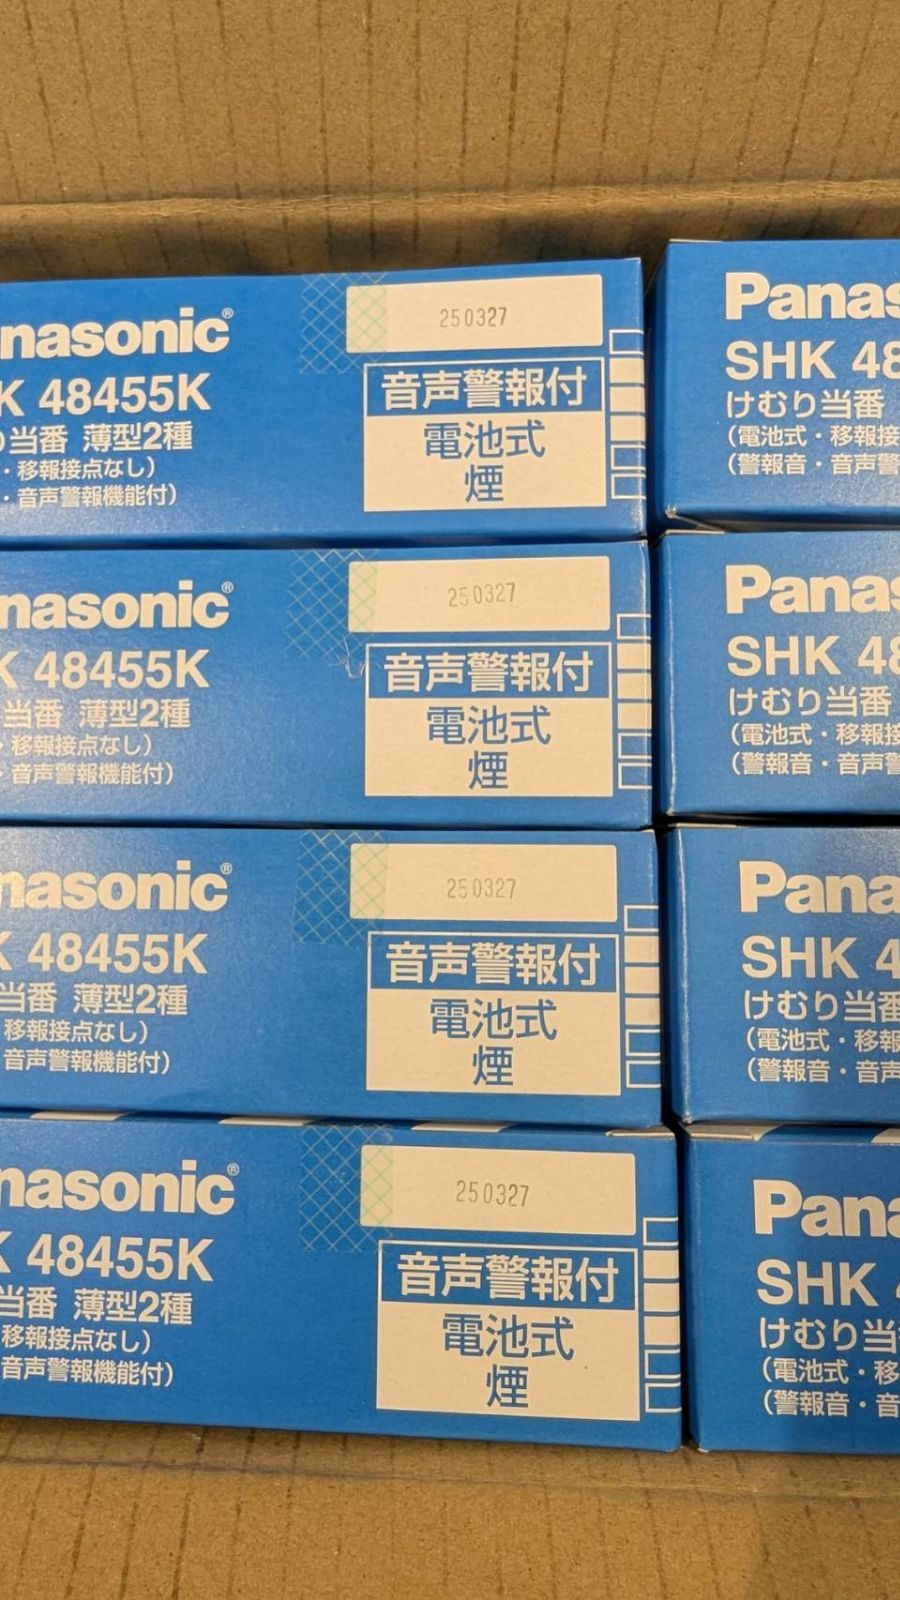 nasonic®
250327
K 48455K
音声警報付
り当番 薄型2種
電池式
・移報接点なし)
煙
・音声警報機能付)
Panas
SHK 48
けむり当番
(電池式・移報接
(警報音・音声警
nasonic®
250327
K 48455K
音声警報付
当番 薄型2種
電池式
・移報接点なし)
煙
・音声警報機能付)
Panas
SHK 48
けむり当番
(電池式・移報接
(警報音・音声警
nasonic®
250327
K 48455K
音声警報付
当番 薄型2種
電池式
移報接点なし)
煙
音声警報機能付)
Pana
SHK 4
けむり当番
(電池式・移報
(警報音・音声
nasonic®
250327
K 48455K
音声警報付
当番 薄型2種
電池式
移報接点なし)
煙
音声警報機能付)
Pana
SHK
けむり当
(電池式・移
(警報音・音